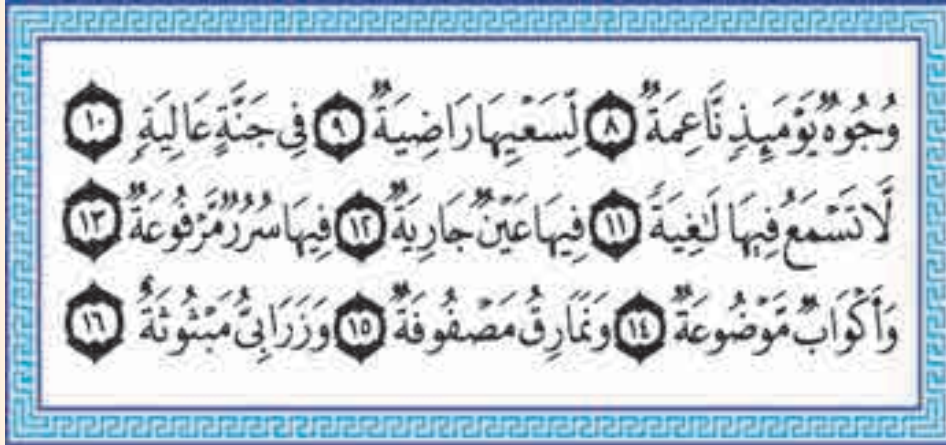 وُجُوهٌ يَوْمَئِذٍ نَّاعِمَةٌ ٨ لِّسَعْيِهَا رَاضِيَةٌ ٩ فِي جَنَّةٍ عَالِيَةٍ ١٠
لَّا تَسْمَعُ فِيهَا لَٰغِيَةً ١١ فِيهَا عَيْنٌ جَارِيَةٌ ١٢ فِيهَا سُرُرٌ مَّرْفُوعَةٌ ١٣
وَأَكْوَابٌ مَّوْضُوعَةٌ ١٤ وَنَمَارِقُ مَصْفُوفَةٌ ١٥ وَزَرَابِيُّ مَبْثُوثَةٌ ١٦